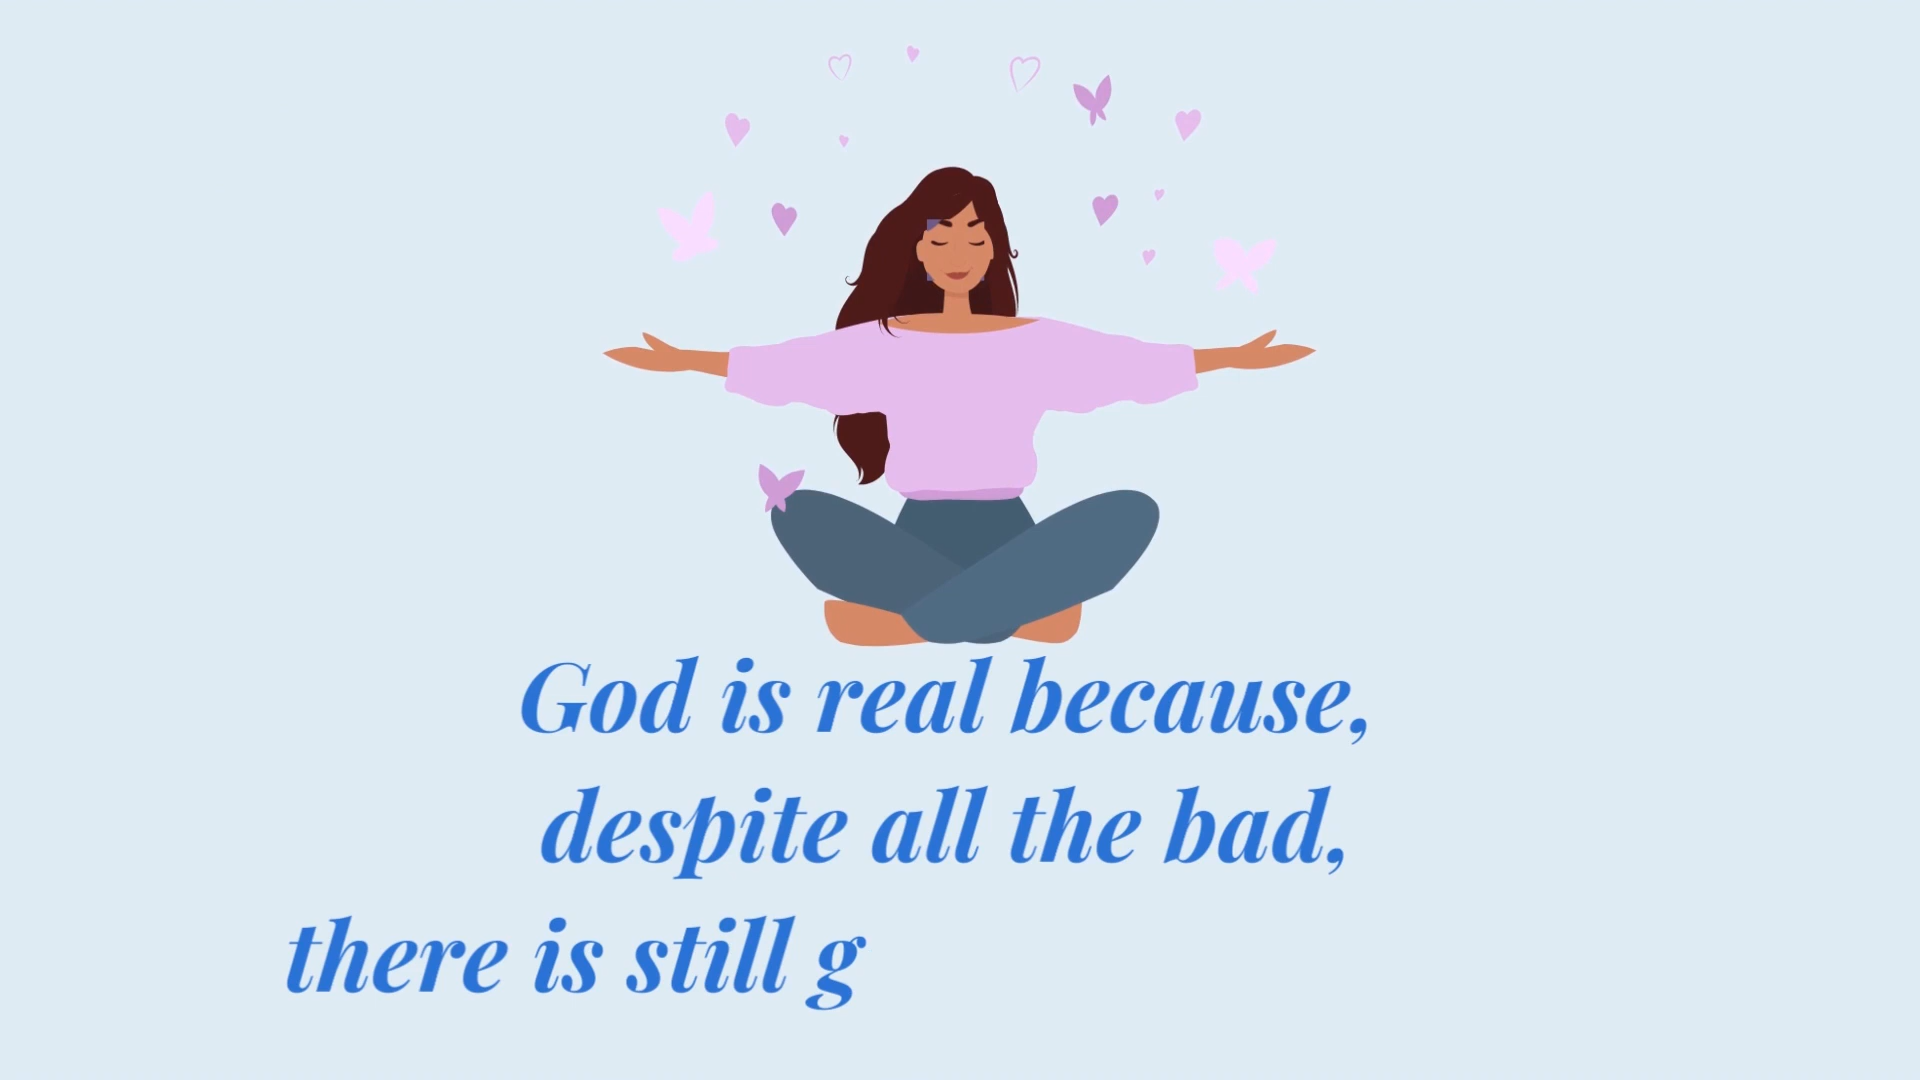 God is real because,
despite all the bad,
there is still g